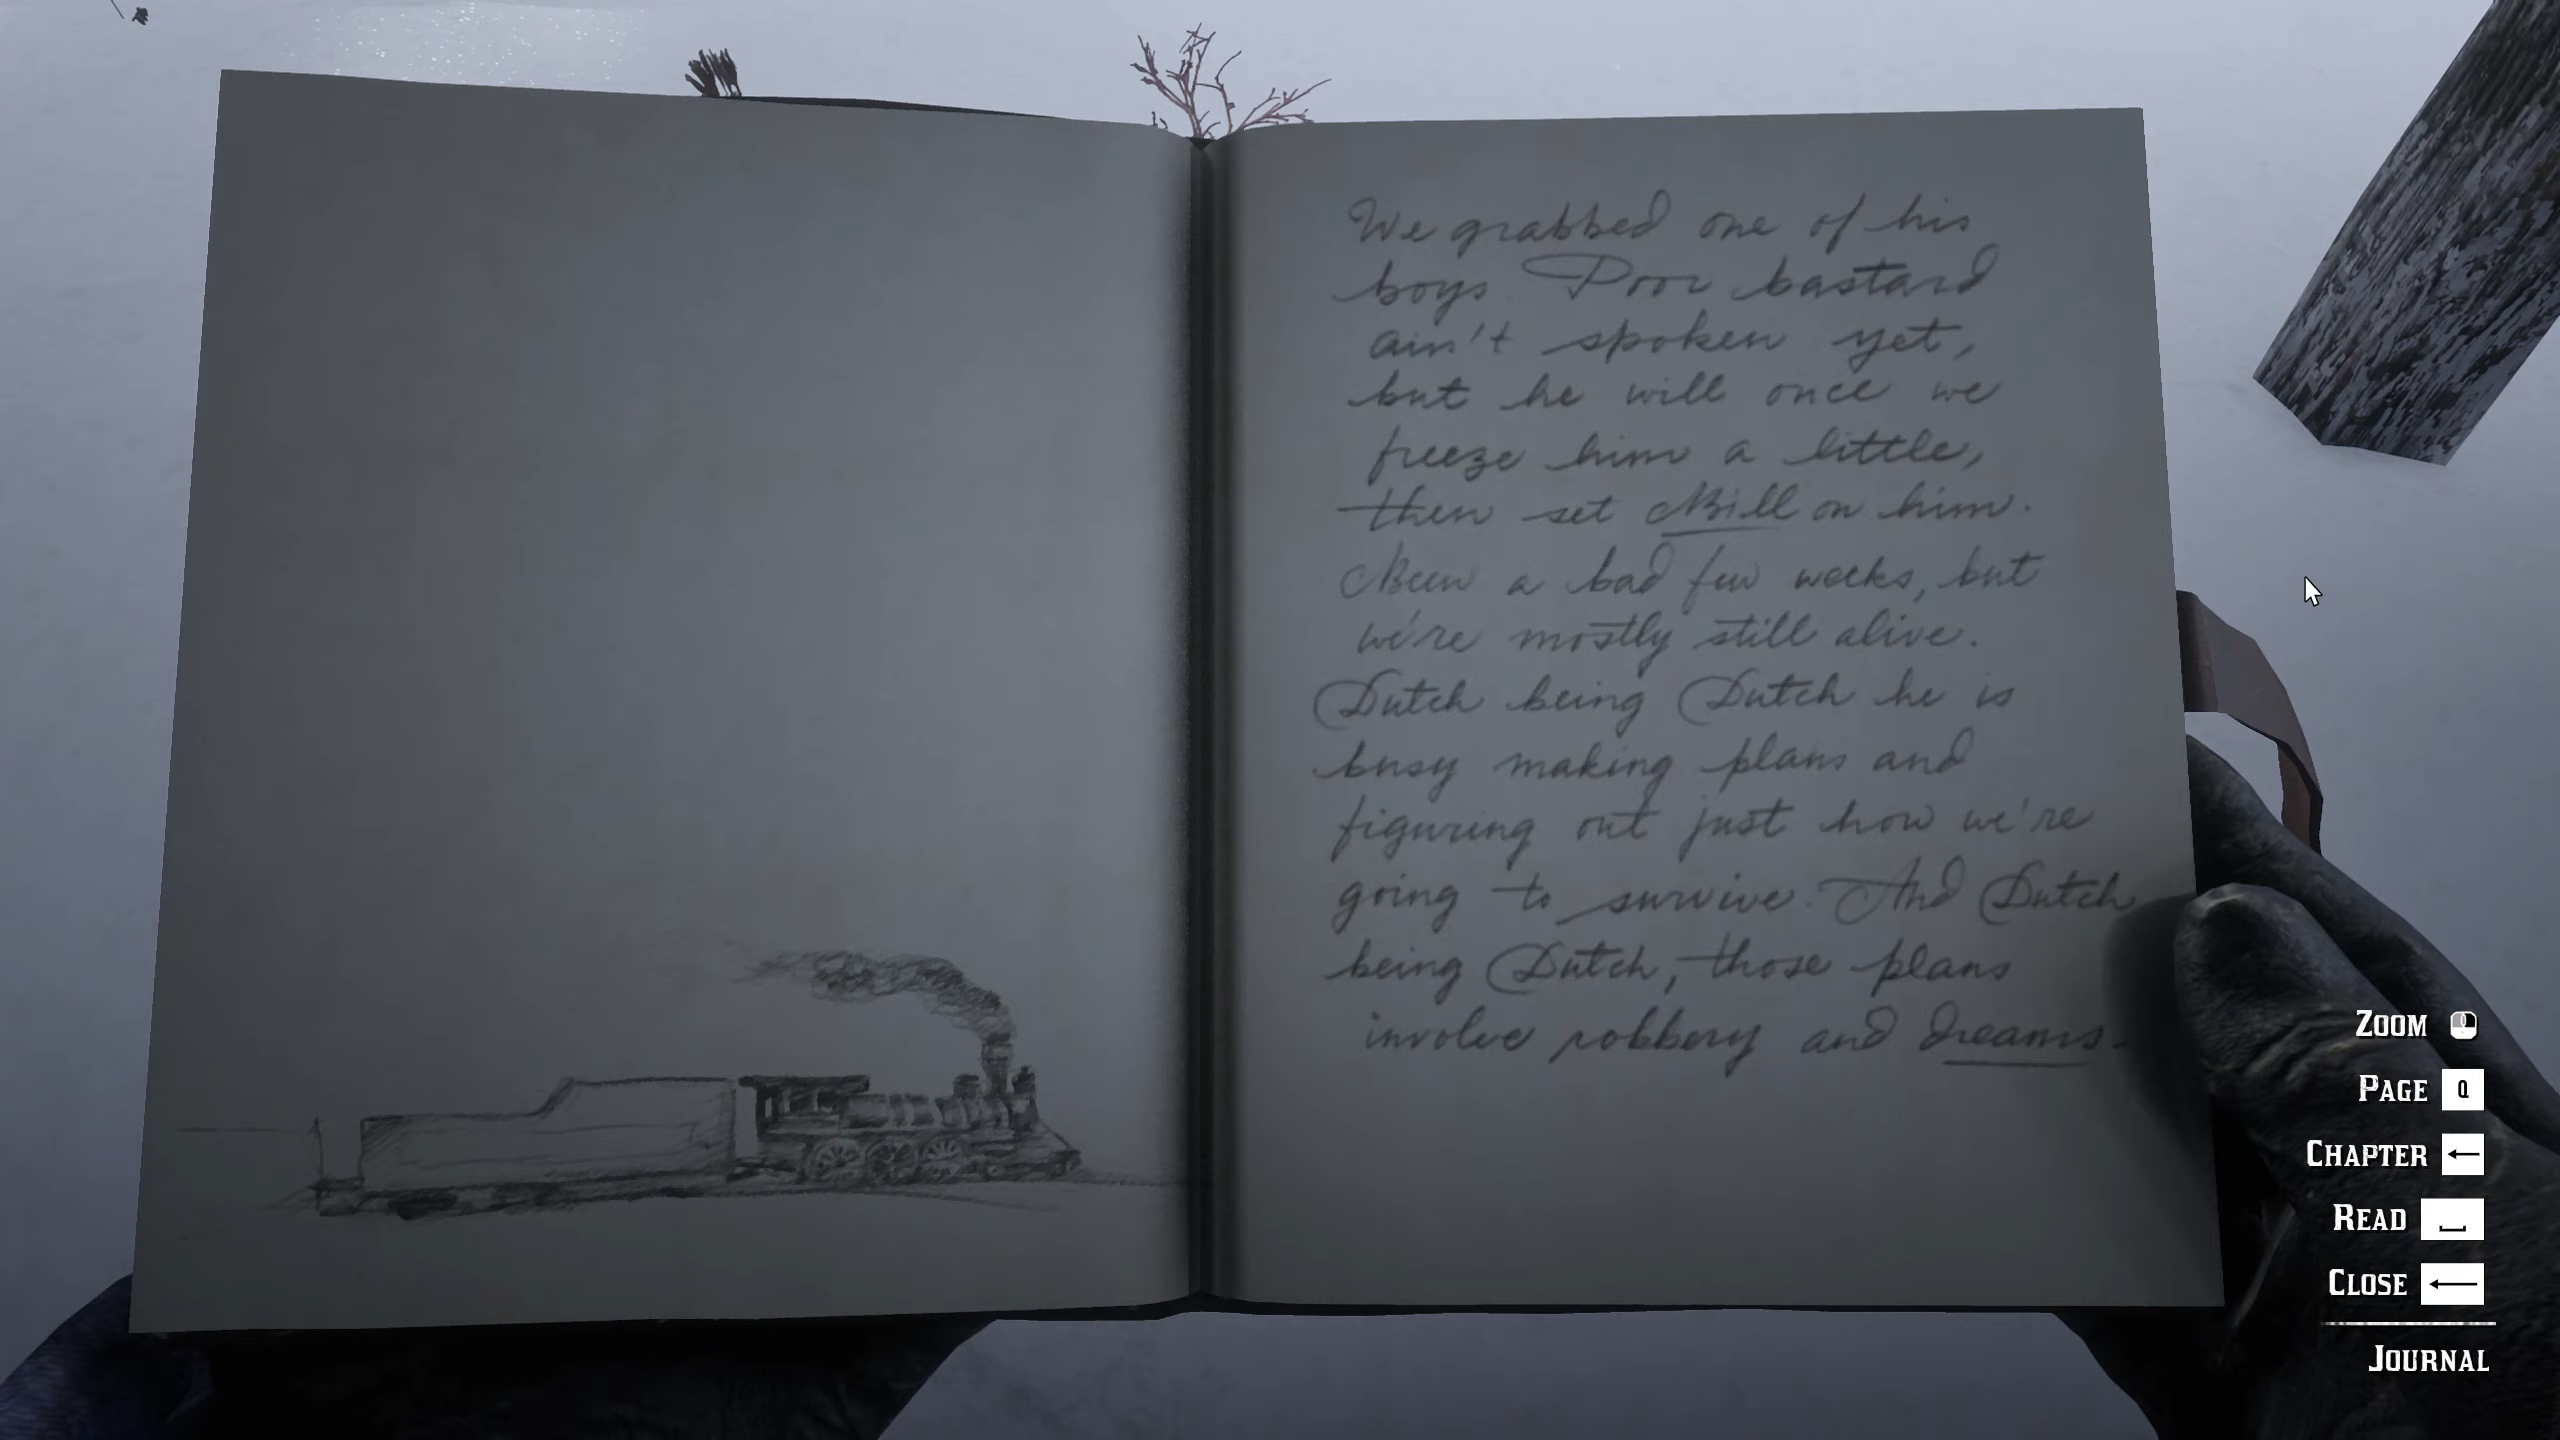 We grabbed one of his
boys. Poor bastard
ain't spoken yet,
but he will once we
freeze him a little,
then set Bill on him.
Been a bad few weeks, but
we're mostly still alive.
Dutch being Dutch he is
busy making plans and
figuring out just how we're
going to survive. And Dutch
being Dutch, those plans
involve robbery and dreams.
ZOOM
PAGE Q
CHAPTER
READ
CLOSE
JOURNAL